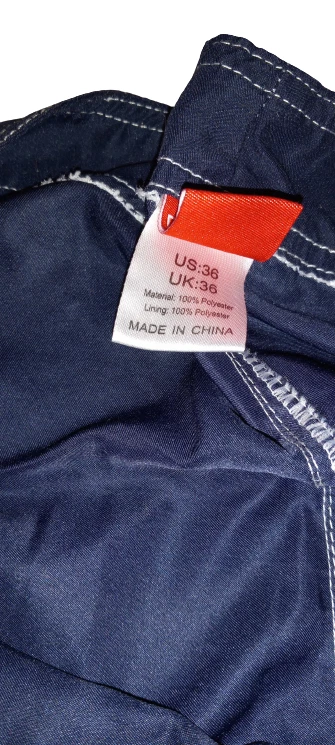 US:36
UK:36
Material: 100% Polyester
Lining: 100% Polyester
MADE IN CHINA